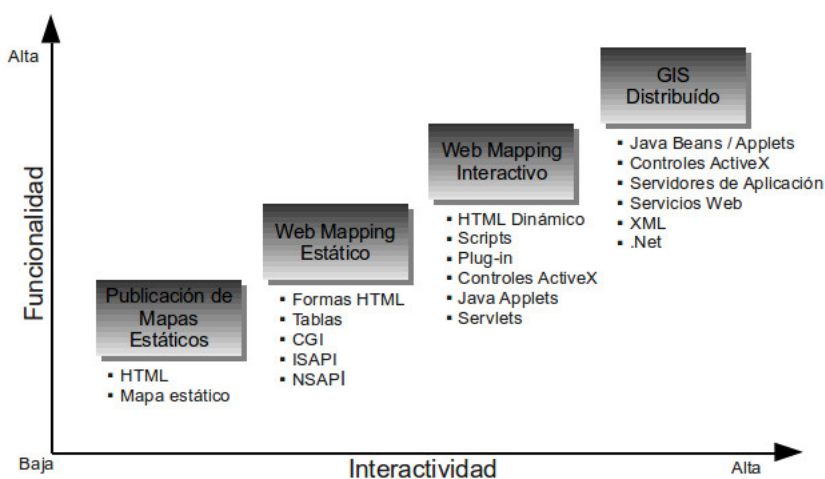 Alta
Funcionalidad
GIS
Distribuído
▪ Java Beans / Applets
▪ Controles ActiveX
▪ Servidores de Aplicación
▪ Servicios Web
▪ XML
▪ .Net
Web Mapping
Interactivo
▪ HTML Dinámico
▪ Scripts
▪ Plug-in
▪ Controles ActiveX
▪ Java Applets
▪ Servlets
Web Mapping
Estático
▪ Formas HTML
▪ Tablas
▪ CGI
▪ ISAPI
▪ NSAPI
Publicación de
Mapas
Estáticos
▪ HTML
▪ Mapa estático
Baja
Interactividad
Alta